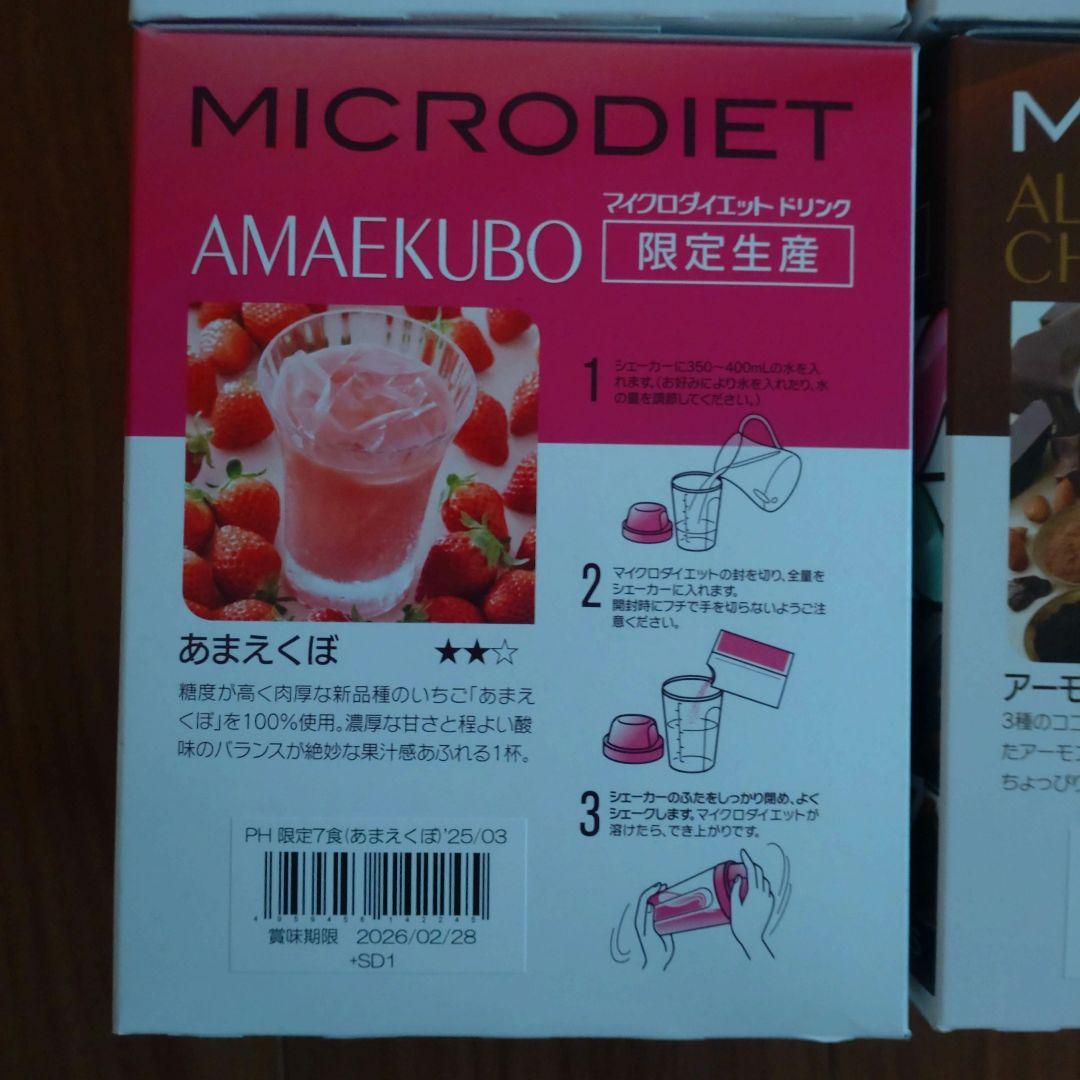 MICRODIET
マイクロダイエット ドリンク
AMAEKUBO
限定生産
1
シェーカーに350〜400mLの水を入
れます。(お好みにより氷を入れたり、水
の量を調節してください。)
2
マイクロダイエットの封を切り、全量を
シェーカーに入れます。
開封時にフチで手を切らないようご注
意ください。
あまえくぼ ★★☆
糖度が高く肉厚な新品種のいちご「あまえ
くぼ」を100%使用。濃厚な甘さと程よい酸
味のバランスが絶妙な果汁感あふれる1杯。
3
シェーカーのふたをしっかり閉め、よく
シェークします。マイクロダイエットが
溶けたら、でき上がりです。
PH 限定7食(あまえくぼ)'25/03
4 959456 142245
賞味期限 2026/02/28
+SD1
M
AL
CH
アーモ
3種のココ
たアーモン
ちょっぴり